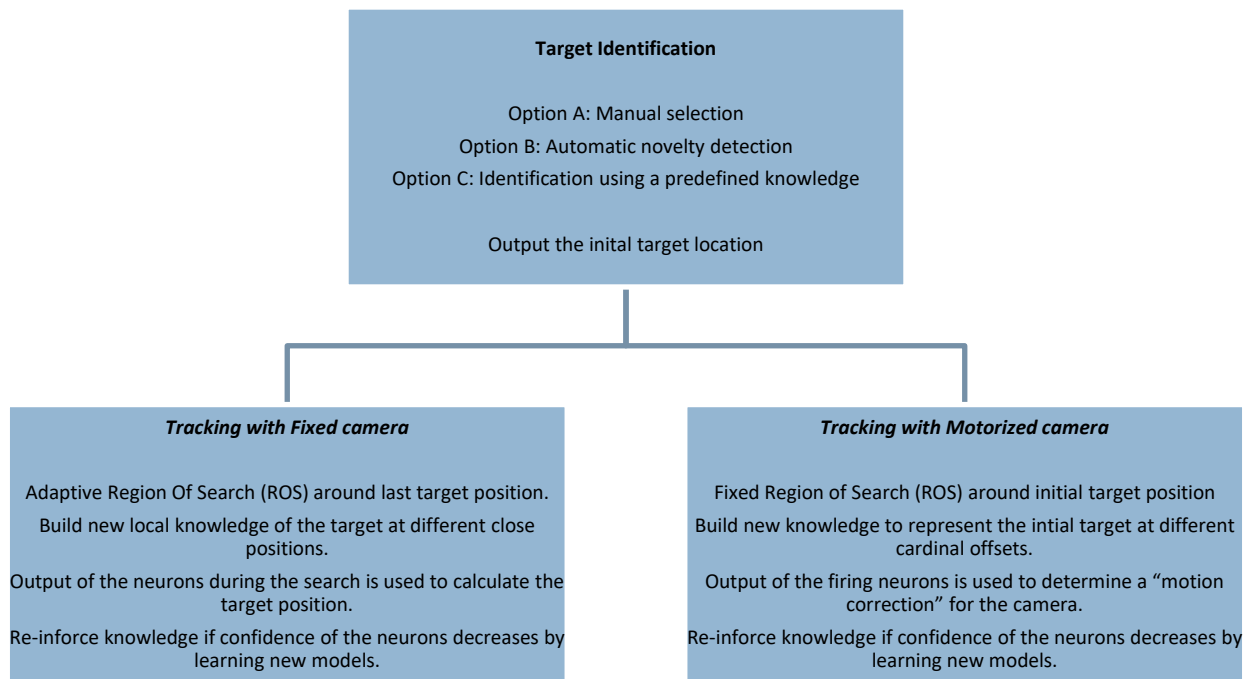 Target Identification
Option A: Manual selection
Option B: Automatic novelty detection
Option C: Identification using a predefined knowledge
Output the inital target location
Tracking with Fixed camera
Adaptive Region Of Search (ROS) around last target position.
Build new local knowledge of the target at different close
positions.
Output of the neurons during the search is used to calculate the
target position.
Re-inforce knowledge if confidence of the neurons decreases by
learning new models.
Tracking with Motorized camera
Fixed Region of Search (ROS) around initial target position
Build new knowledge to represent the intial target at different
cardinal offsets.
Output of the firing neurons is used to determine a “motion
correction” for the camera.
Re-inforce knowledge if confidence of the neurons decreases by
learning new models.